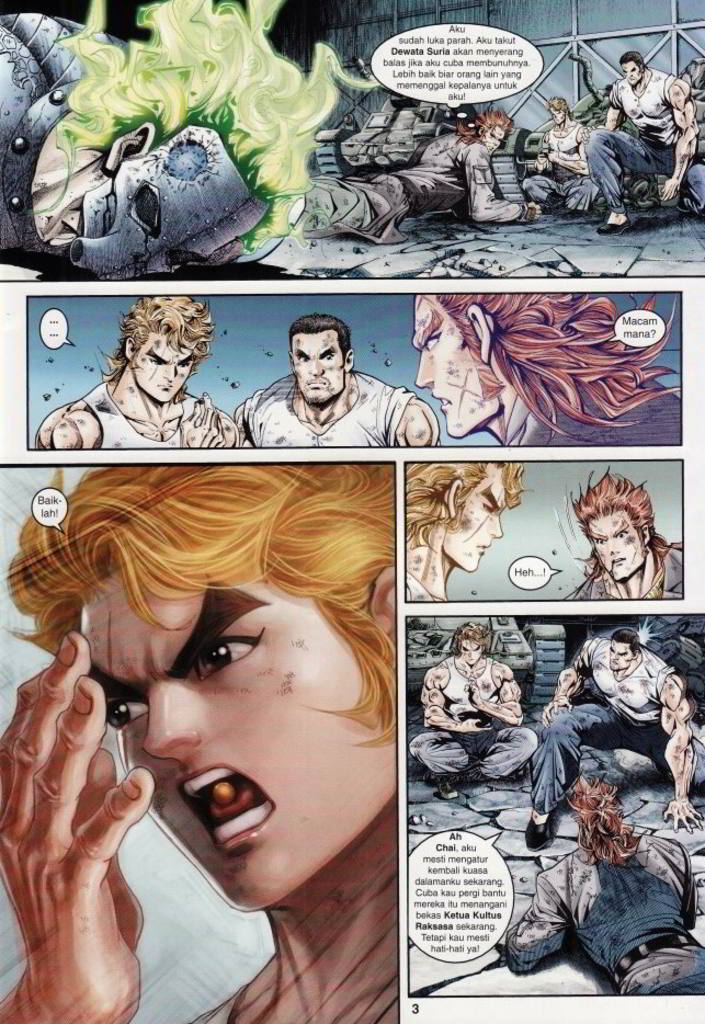 Aku
sudah luka parah. Aku takut
Dewata Suria akan menyerang
balas jika aku cuba membunuhnya.
Lebih baik biar orang lain yang
memenggal kepalanya untuk
aku!
...
...
...
Macam
mana?
Baik-
lah!
Heh...!
Ah
Chai, aku
mesti mengatur
kembali kuasa
dalamanku sekarang.
Cuba kau pergi bantu
mereka itu menangani
bekas Ketua Kultus
Raksasa sekarang.
Tetapi kau mesti
hati-hati ya!
3